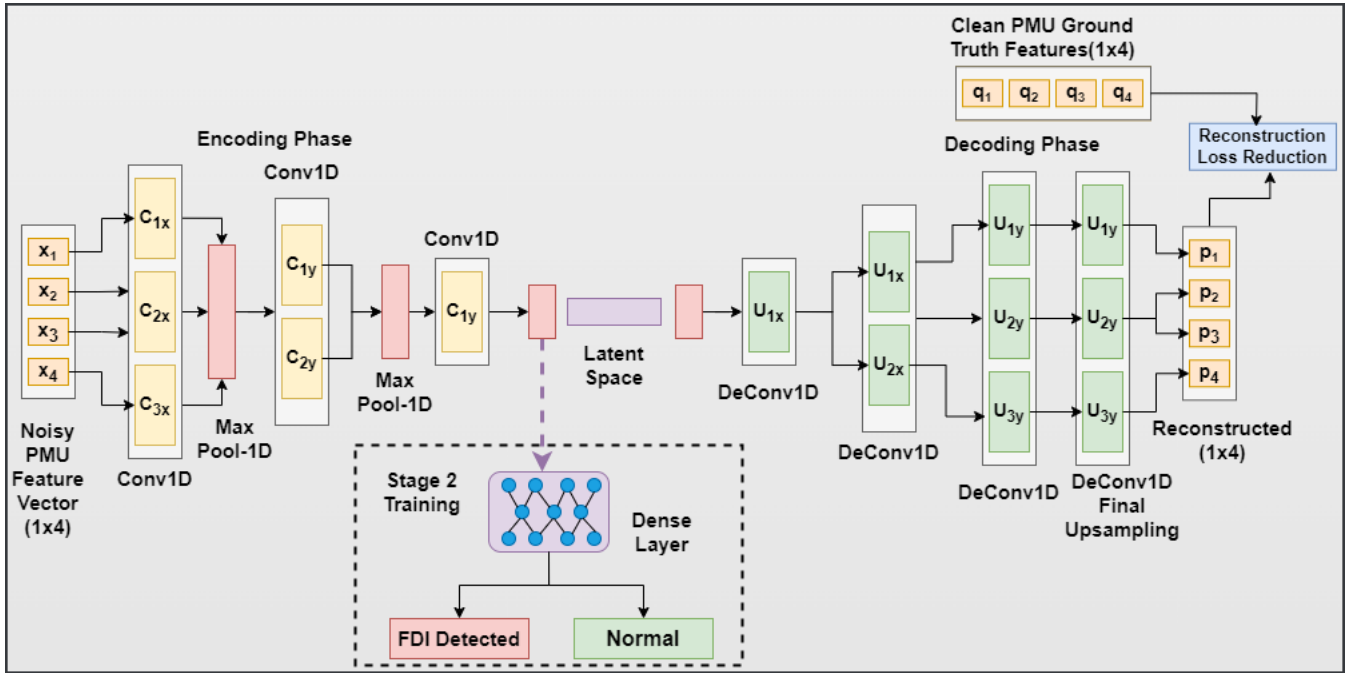 Clean PMU Ground
Truth Features(1x4)
q1 q2 q3 q4
Reconstruction
Loss Reduction
Encoding Phase
Decoding Phase
Noisy
PMU
Feature
Vector
(1x4)
x1
x2
x3
x4
C1x
C2x
C3x
Conv1D
Max
Pool-1D
Conv1D
C1y
C2y
Max
Pool-1D
Conv1D
C1y
Latent
Space
U1x
DeConv1D
U1x
U2x
DeConv1D
U1y
U2y
U3y
DeConv1D
U1y
U2y
U3y
DeConv1D
Final
Upsampling
p1
p2
p3
p4
Reconstructed
(1x4)
Stage 2
Training
Dense
Layer
FDI Detected
Normal